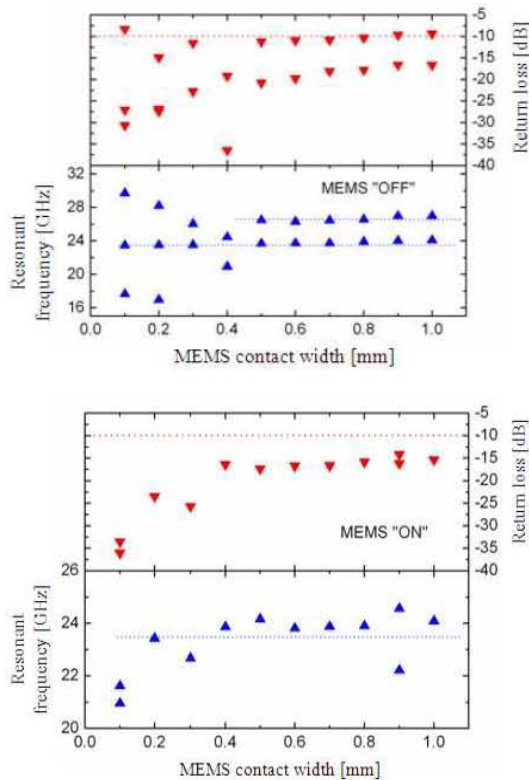 -5
-10
-15
-20
-25
-30
-35
-40
Return loss [dB]
32
28
24
20
16
Resonant
frequency [GHz]
MEMS "OFF"
0.0 0.2 0.4 0.6 0.8 1.0
MEMS contact width [mm]
-5
-10
-15
-20
-25
-30
-35
-40
Return loss [dB]
MEMS "ON"
26
24
22
20
Resonant
frequency [GHz]
0.0 0.2 0.4 0.6 0.8 1.0
MEMS contact width [mm]